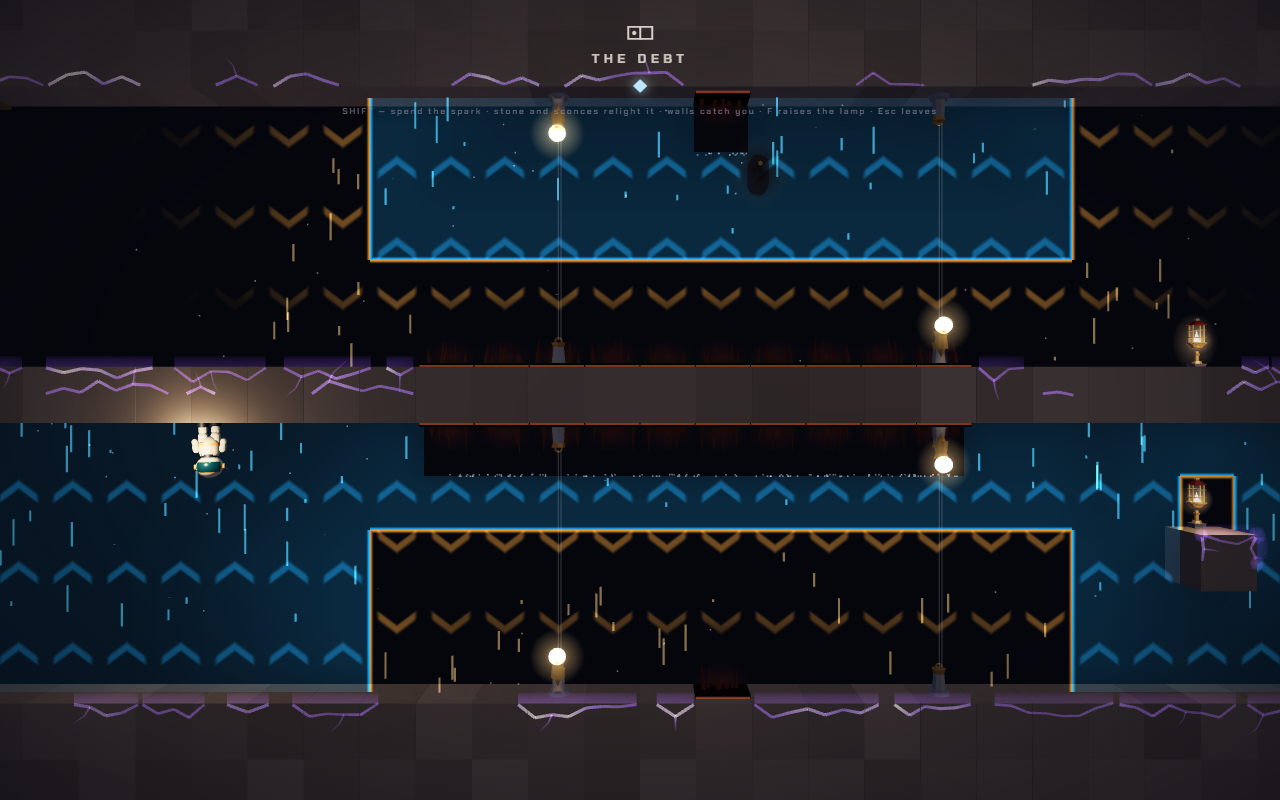 THE DEBT
SHIFT — spend the spark · stone and sconces relight it · walls catch you · F raises the lamp · Esc leaves